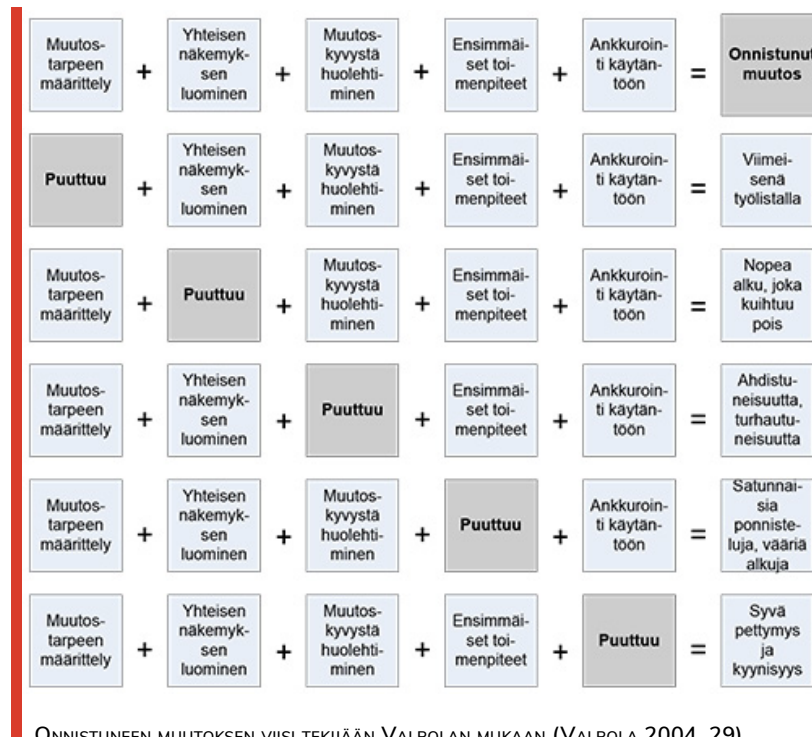 Muutos-
tarpeen
määrittely
+
Yhteisen
näkemyk-
sen
luominen
+
Muutos-
kyvystä
huolehti-
minen
+
Ensimmäi-
set toi-
menpiteet
+
Ankkuroin-
ti käytän-
töön
=
Onnistunut
muutos
Puuttuu
+
Yhteisen
näkemyk-
sen
luominen
+
Muutos-
kyvystä
huolehti-
minen
+
Ensimmäi-
set toi-
menpiteet
+
Ankkuroin-
ti käytän-
töön
=
Viimei-
senä
työlistalla
Muutos-
tarpeen
määrittely
+
Puuttuu
+
Muutos-
kyvystä
huolehti-
minen
+
Ensimmäi-
set toi-
menpiteet
+
Ankkuroin-
ti käytän-
töön
=
Nopea
alku, joka
kuihtuu
pois
Muutos-
tarpeen
määrittely
+
Yhteisen
näkemyk-
sen
luominen
+
Puuttuu
+
Ensimmäi-
set toi-
menpiteet
+
Ankkuroin-
ti käytän-
töön
=
Ahdistu-
neisuutta,
turhautu-
neisuutta
Muutos-
tarpeen
määrittely
+
Yhteisen
näkemyk-
sen
luominen
+
Muutos-
kyvystä
huolehti-
minen
+
Puuttuu
+
Ankkuroin-
ti käytän-
töön
=
Satunnai-
sia
ponniste-
luja, vääriä
alkuja
Muutos-
tarpeen
määrittely
+
Yhteisen
näkemyk-
sen
luominen
+
Muutos-
kyvystä
huolehti-
minen
+
Ensimmäi-
set toi-
menpiteet
+
Puuttuu
=
Syvä
pettymys
ja
kyynisyys
Onnistuneen muutoksen viisi tekijään Valpolan mukaan (Valpola 2004, 29)